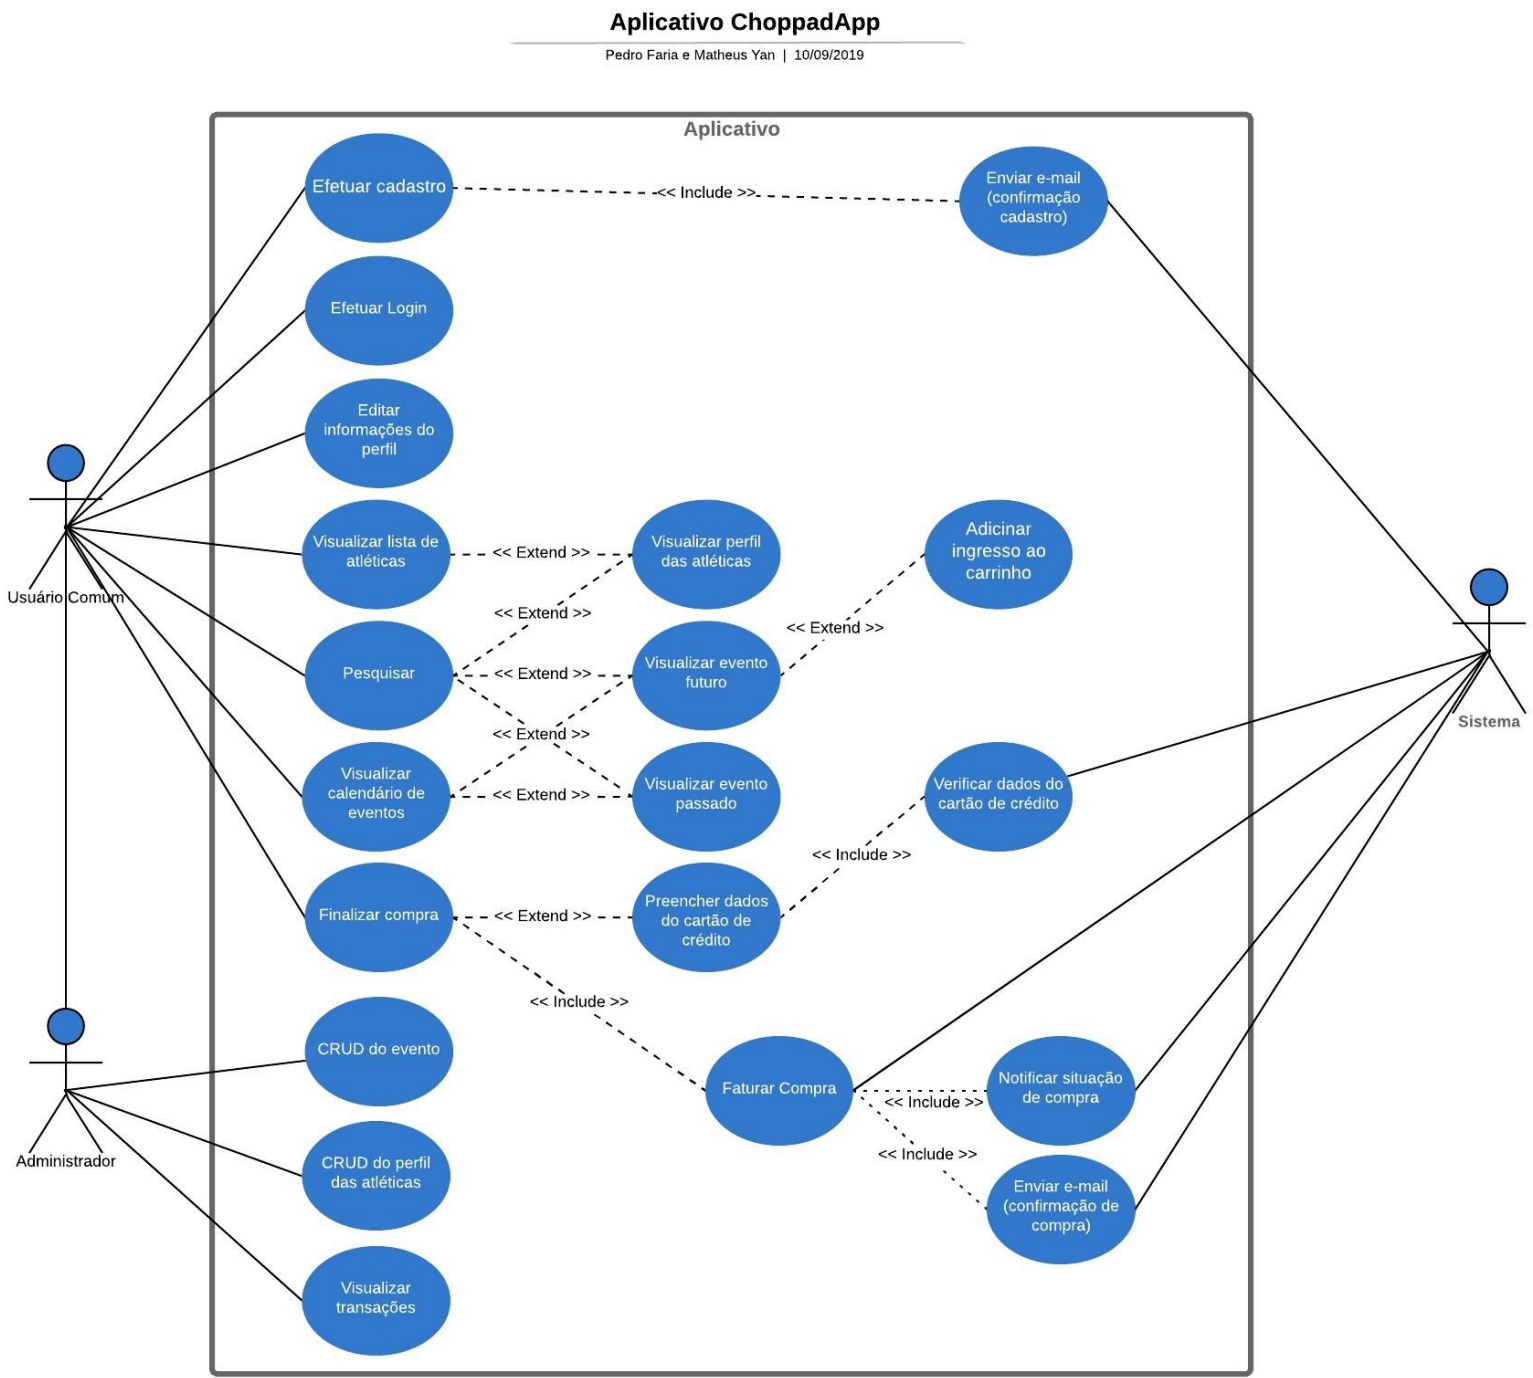 Aplicativo ChoppadApp
Pedro Faria e Matheus Yan | 10/09/2019
Aplicativo
Efetuar cadastro
<< Include >>
Enviar e-mail
(confirmação
cadastro)
Efetuar Login
Editar
informações do
perfil
Usuário Comum
Visualizar lista de
atléticas
<< Extend >>
Visualizar perfil
das atléticas
Adicinar
ingresso ao
carrinho
<< Extend >>
<< Extend >>
Pesquisar
<< Extend >>
Visualizar evento
futuro
Sistema
<< Extend >>
Visualizar
calendário de
eventos
<< Extend >>
Visualizar evento
passado
Verificar dados do
cartão de crédito
<< Include >>
Finalizar compra
<< Extend >>
Preencher dados
do cartão de
crédito
<< Include >>
CRUD do evento
Faturar Compra
<< Include >>
Notificar situação
de compra
<< Include >>
Administrador
CRUD do perfil
das atléticas
Enviar e-mail
(confirmação de
compra)
Visualizar
transações